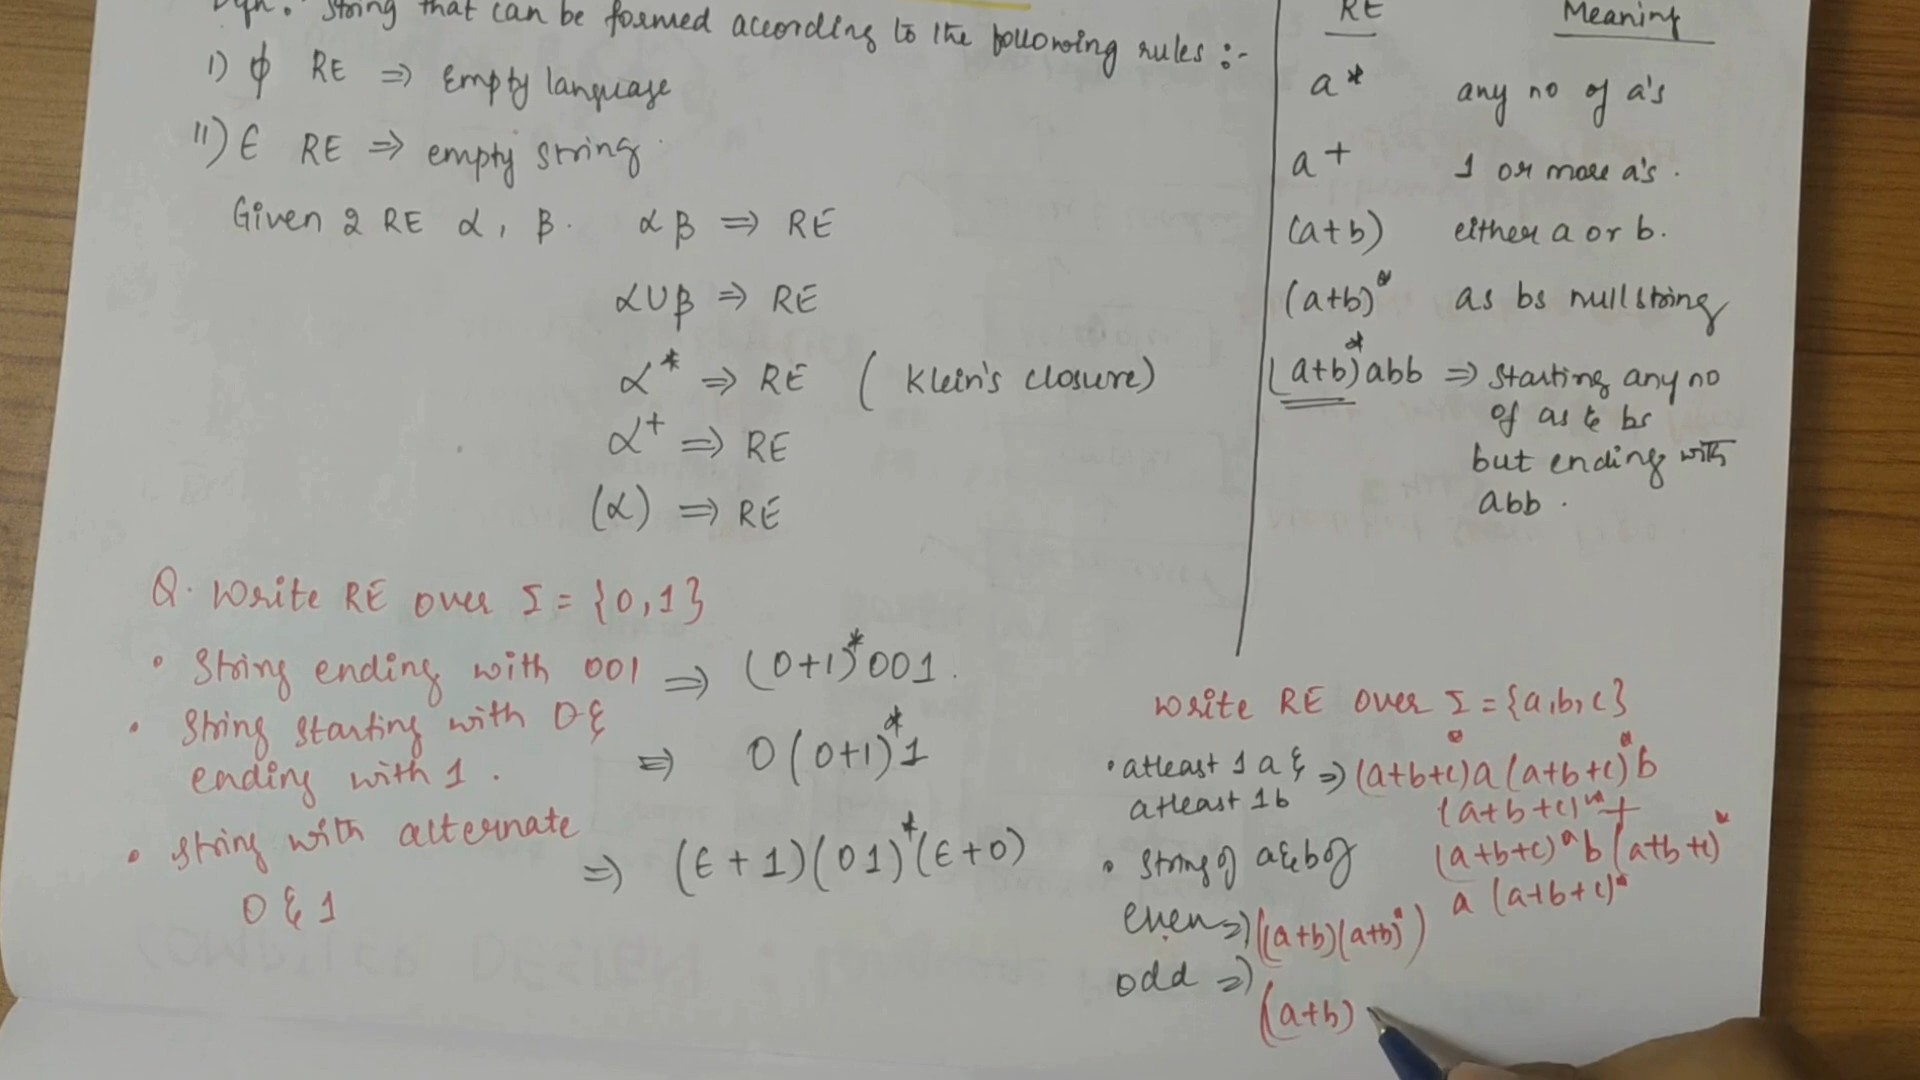 Defn. String that can be formed according to the following rules :-
i) ϕ RE ⇒ Empty language
ii) ∈ RE ⇒ empty string.
Given 2 RE α, β. αβ ⇒ RE
α∪β ⇒ RE
α* ⇒ RE ( Klein's closure)
α+ ⇒ RE
(α) ⇒ RE
RE Meaning
a* any no of a's
a+ 1 or more a's.
(a+b) either a or b.
(a+b)* as bs null string
(a+b)*abb ⇒ starting any no
of as & bs
but ending with
abb.
Q. Write RE over Σ = {0,1}
• String ending with 001 ⇒ (0+1)*001.
• String starting with 0 &
ending with 1. ⇒ 0(0+1)*1
• string with alternate
0 & 1 ⇒ (∈+1)(01)*(∈+0)
Write RE over Σ = {a,b,c}
• atleast 1 a & ⇒ (a+b+c)*a(a+b+c)*b
atleast 1b (a+b+c)*+
(a+b+c)*b(a+b+c)*
a(a+b+c)*
• String of a & b of
even ⇒ ((a+b)(a+b)*)
odd ⇒
((a+b)